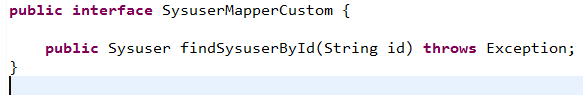 public interface SysuserMapperCustom {
public Sysuser findSysuserById(String id) throws Exception;
}